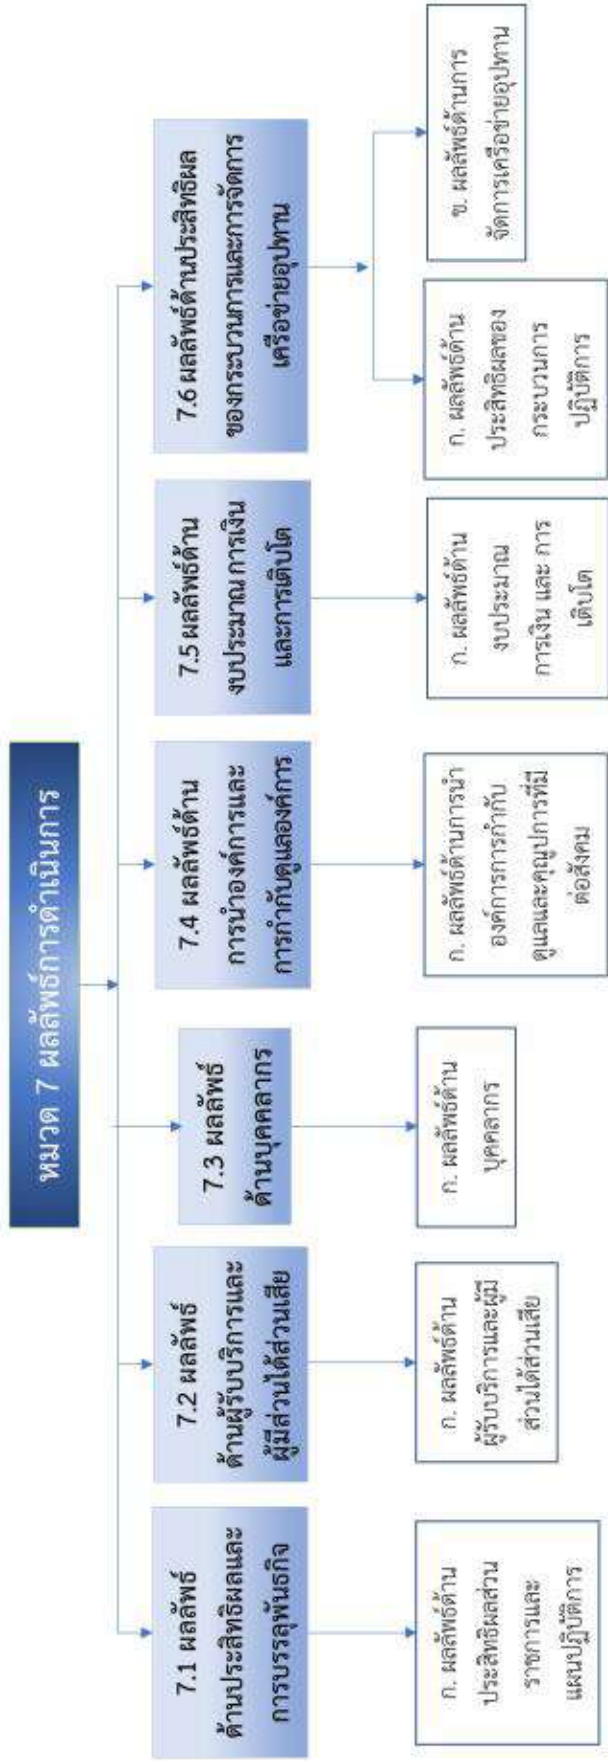 หมวด 7 ผลลัพธ์การดำเนินการ
7.1 ผลลัพธ์
ด้านประสิทธิผลและ
การบรรลุพันธกิจ
ก. ผลลัพธ์ด้าน
ประสิทธิผลส่วน
ราชการและ
แผนปฏิบัติการ
7.2 ผลลัพธ์
ด้านผู้รับบริการและ
ผู้มีส่วนได้ส่วนเสีย
ก. ผลลัพธ์ด้าน
ผู้รับบริการและผู้มี
ส่วนได้ส่วนเสีย
7.3 ผลลัพธ์
ด้านบุคคลากร
ก. ผลลัพธ์ด้าน
บุคคลากร
7.4 ผลลัพธ์ด้าน
การนำองค์การและ
การกำกับดูแลองค์การ
ก. ผลลัพธ์ด้านการนำ
องค์การการกำกับ
ดูแลและคุณูปการที่มี
ต่อสังคม
7.5 ผลลัพธ์ด้าน
งบประมาณ การเงิน
และการเติบโต
ก. ผลลัพธ์ด้าน
งบประมาณ
การเงิน และ การ
เติบโต
7.6 ผลลัพธ์ด้านประสิทธิผล
ของกระบวนการและการจัดการ
เครือข่ายอุปทาน
ก. ผลลัพธ์ด้าน
ประสิทธิผลของ
กระบวนการ
ปฏิบัติการ
ข. ผลลัพธ์ด้านการ
จัดการเครือข่ายอุปทาน